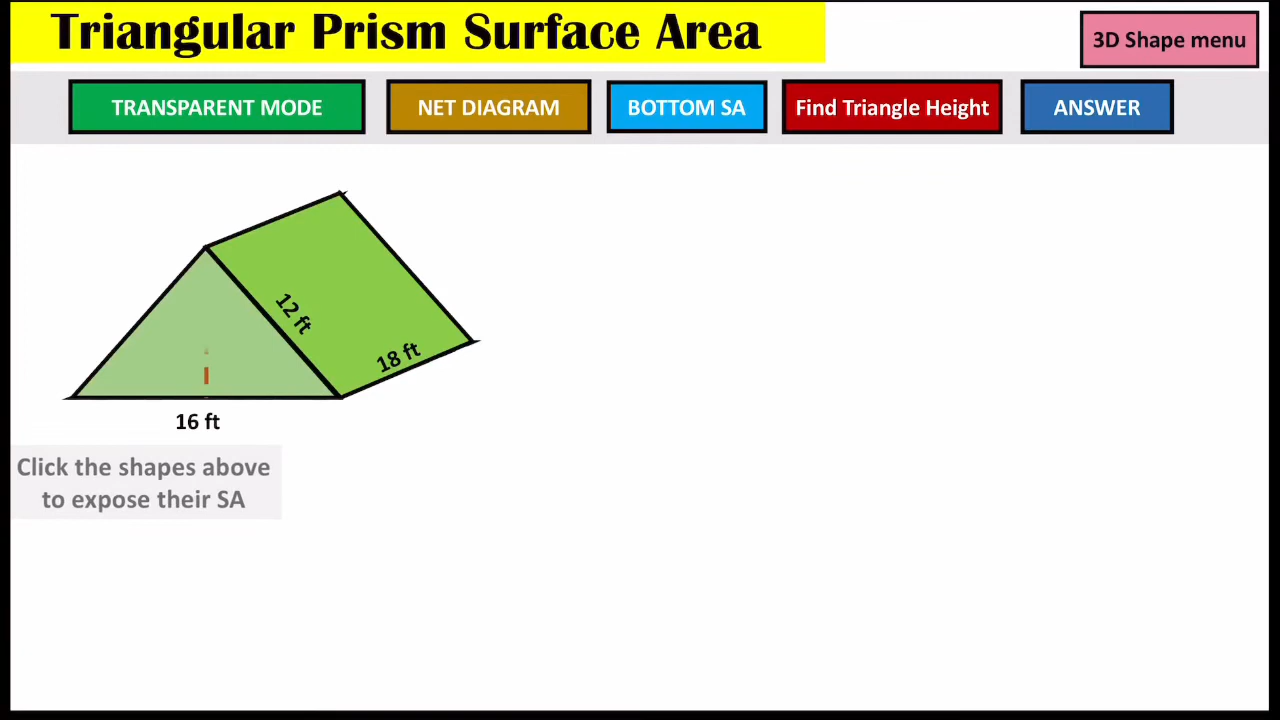 Triangular Prism Surface Area
3D Shape menu
TRANSPARENT MODE
NET DIAGRAM
BOTTOM SA
Find Triangle Height
ANSWER
12 ft
18 ft
16 ft
Click the shapes above
to expose their SA